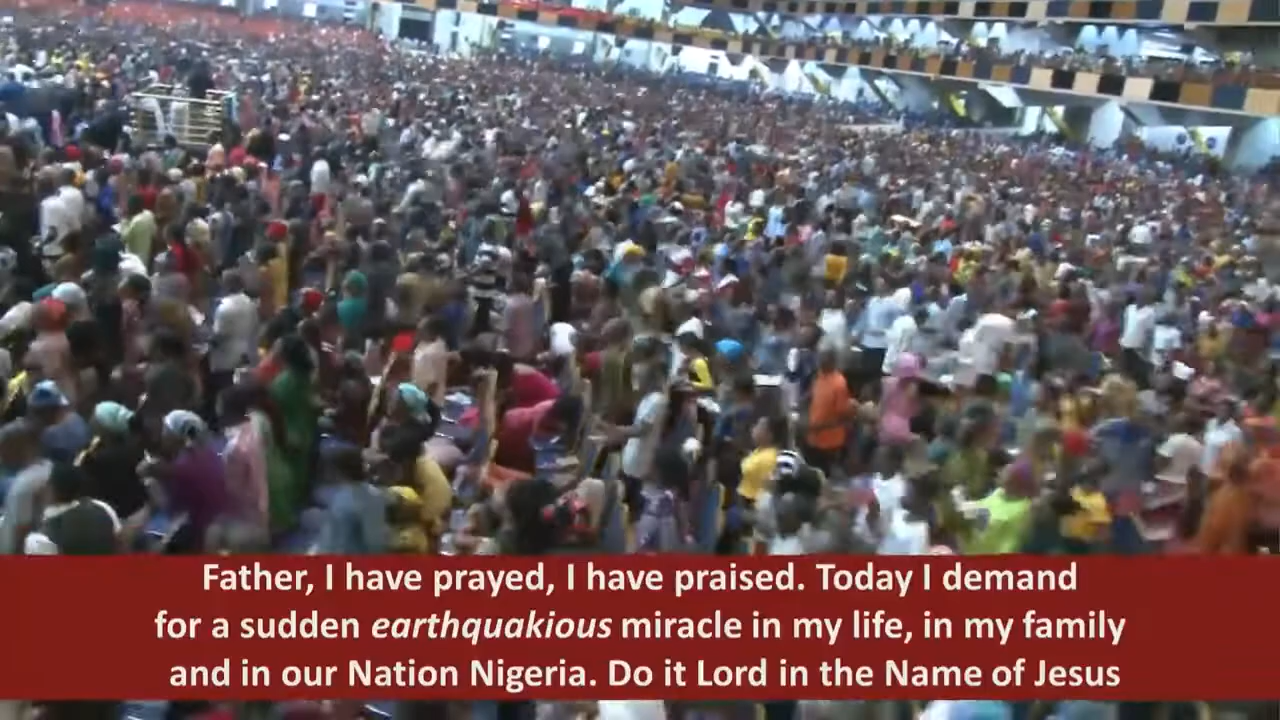 Father, I have prayed, I have praised. Today I demand
for a sudden earthquakious miracle in my life, in my family
and in our Nation Nigeria. Do it Lord in the Name of Jesus